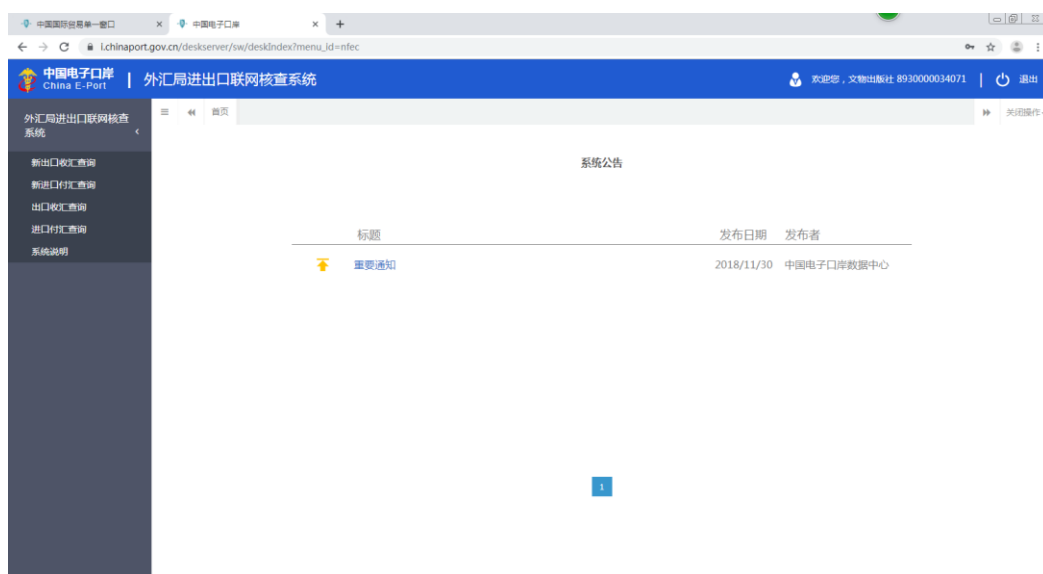 中国国际贸易单一窗口
中国电子口岸
i.chinaport.gov.cn/deskserver/sw/deskIndex?menu_id=nfec
中国电子口岸
China E-Port
外汇局进出口联网核查系统
欢迎您，文物出版社 8930000034071
退出
外汇局进出口联网核查
系统
首页
关闭操作
新出口收汇查询
新进口付汇查询
出口收汇查询
进口付汇查询
系统说明
系统公告
标题 发布日期 发布者
重要通知 2018/11/30 中国电子口岸数据中心
1